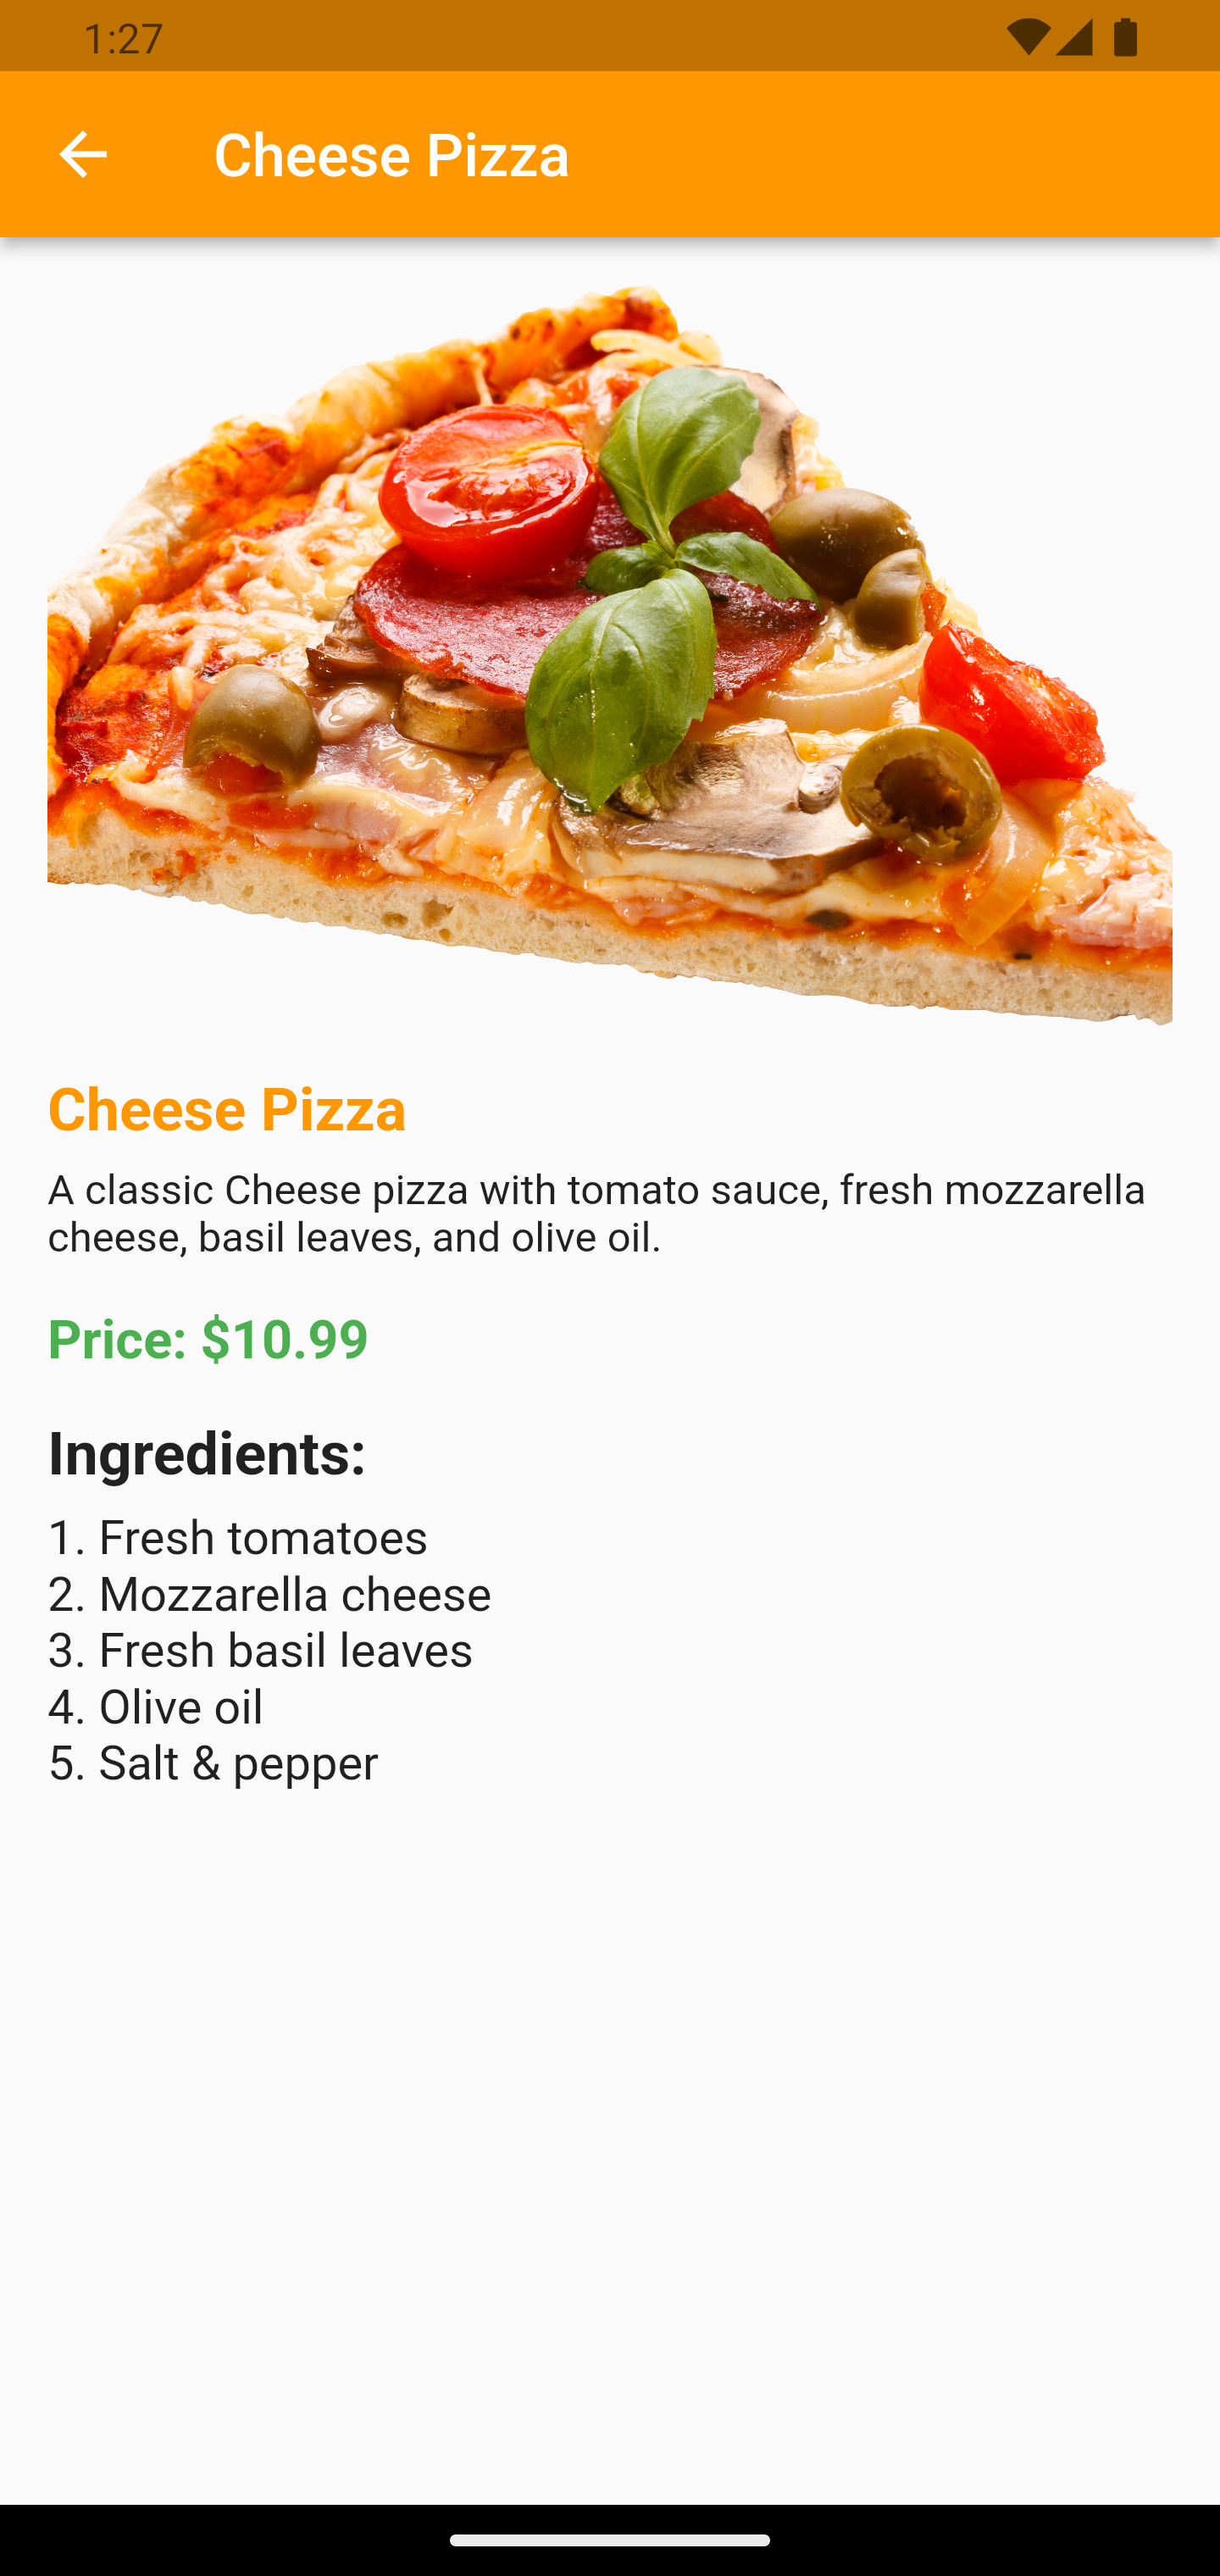 1:27
Cheese Pizza
Cheese Pizza
A classic Cheese pizza with tomato sauce, fresh mozzarella
cheese, basil leaves, and olive oil.
Price: $10.99
Ingredients:
1. Fresh tomatoes
2. Mozzarella cheese
3. Fresh basil leaves
4. Olive oil
5. Salt & pepper